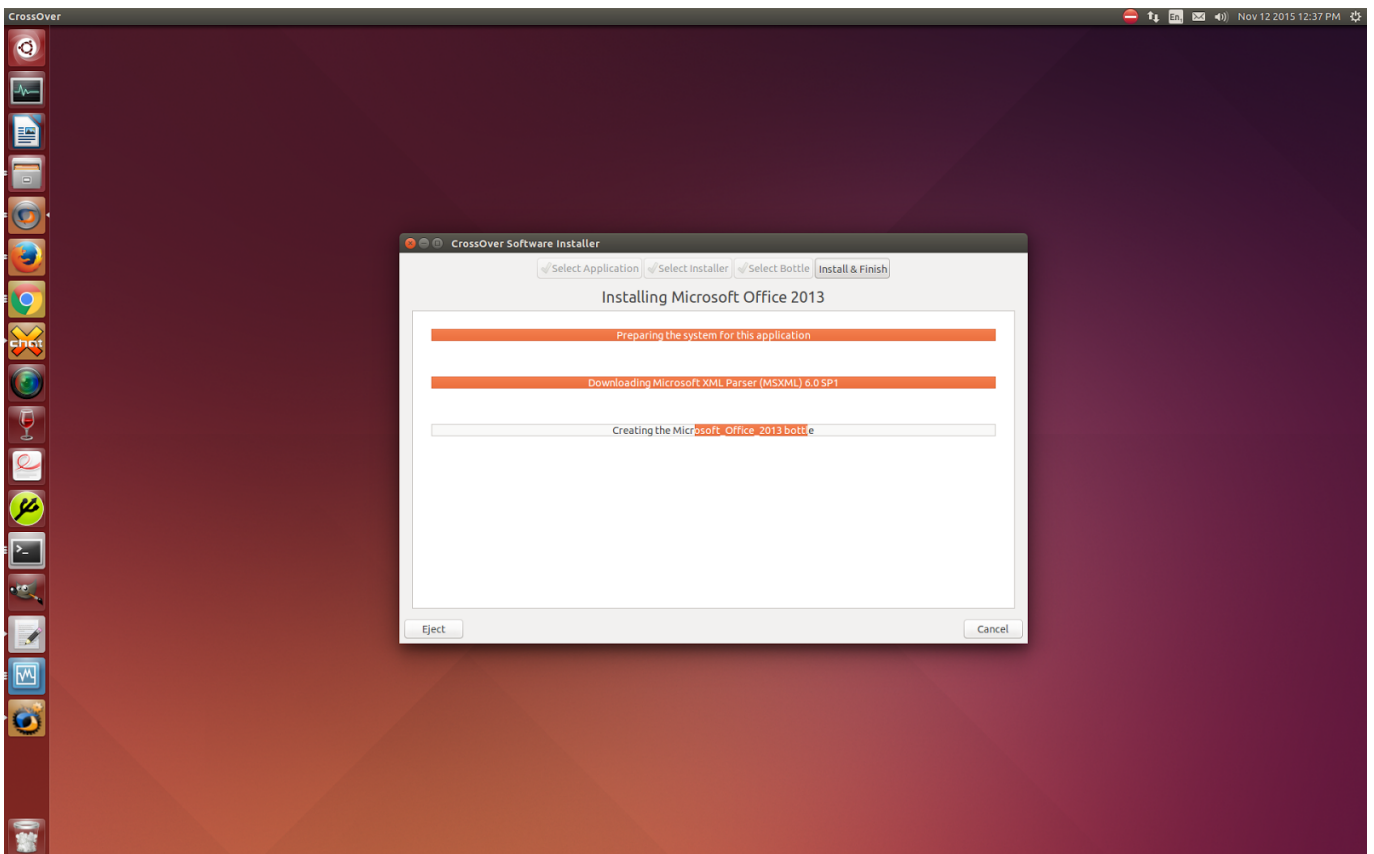 CrossOver
En
Nov 12 2015 12:37 PM
chat
>_
CrossOver Software Installer
Select Application Select Installer Select Bottle Install & Finish
Installing Microsoft Office 2013
Preparing the system for this application
Downloading Microsoft XML Parser (MSXML) 6.0 SP1
Creating the Microsoft_Office_2013 bottle
Eject Cancel